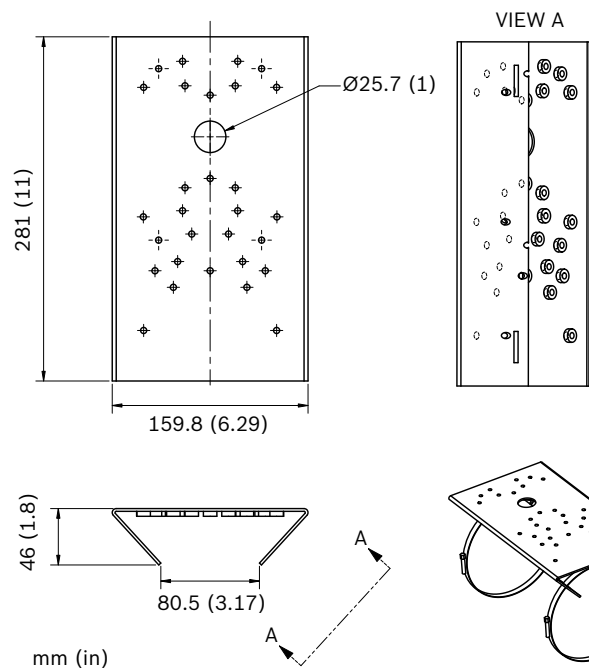 VIEW A
Ø25.7 (1)
281 (11)
159.8 (6.29)
46 (1.8)
80.5 (3.17)
A
A
mm (in)